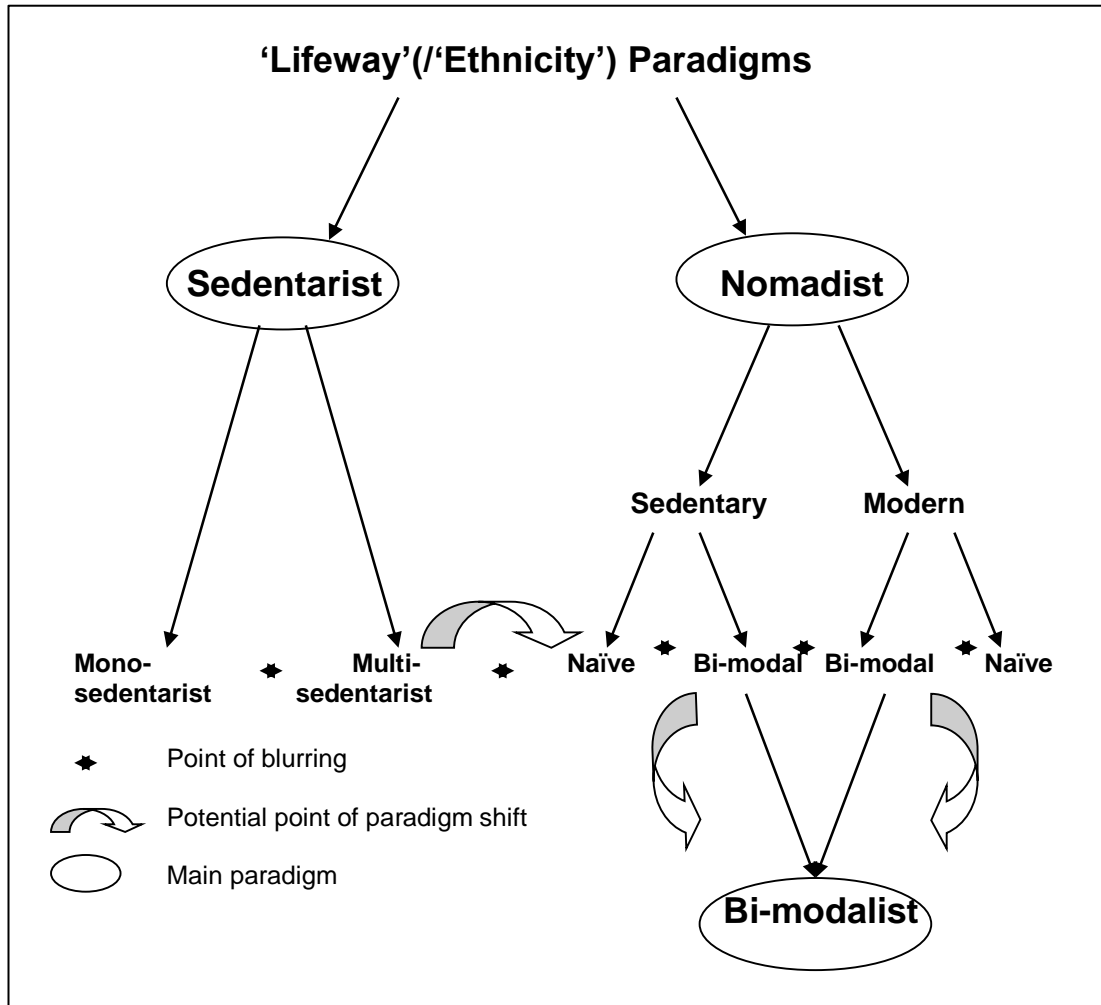 ‘Lifeway’(/‘Ethnicity’) Paradigms
Sedentarist
Nomadist
Sedentary
Modern
Mono-
sedentarist
Multi-
sedentarist
Naïve
Bi-modal
Bi-modal
Naïve
Point of blurring
Potential point of paradigm shift
Main paradigm
Bi-modalist